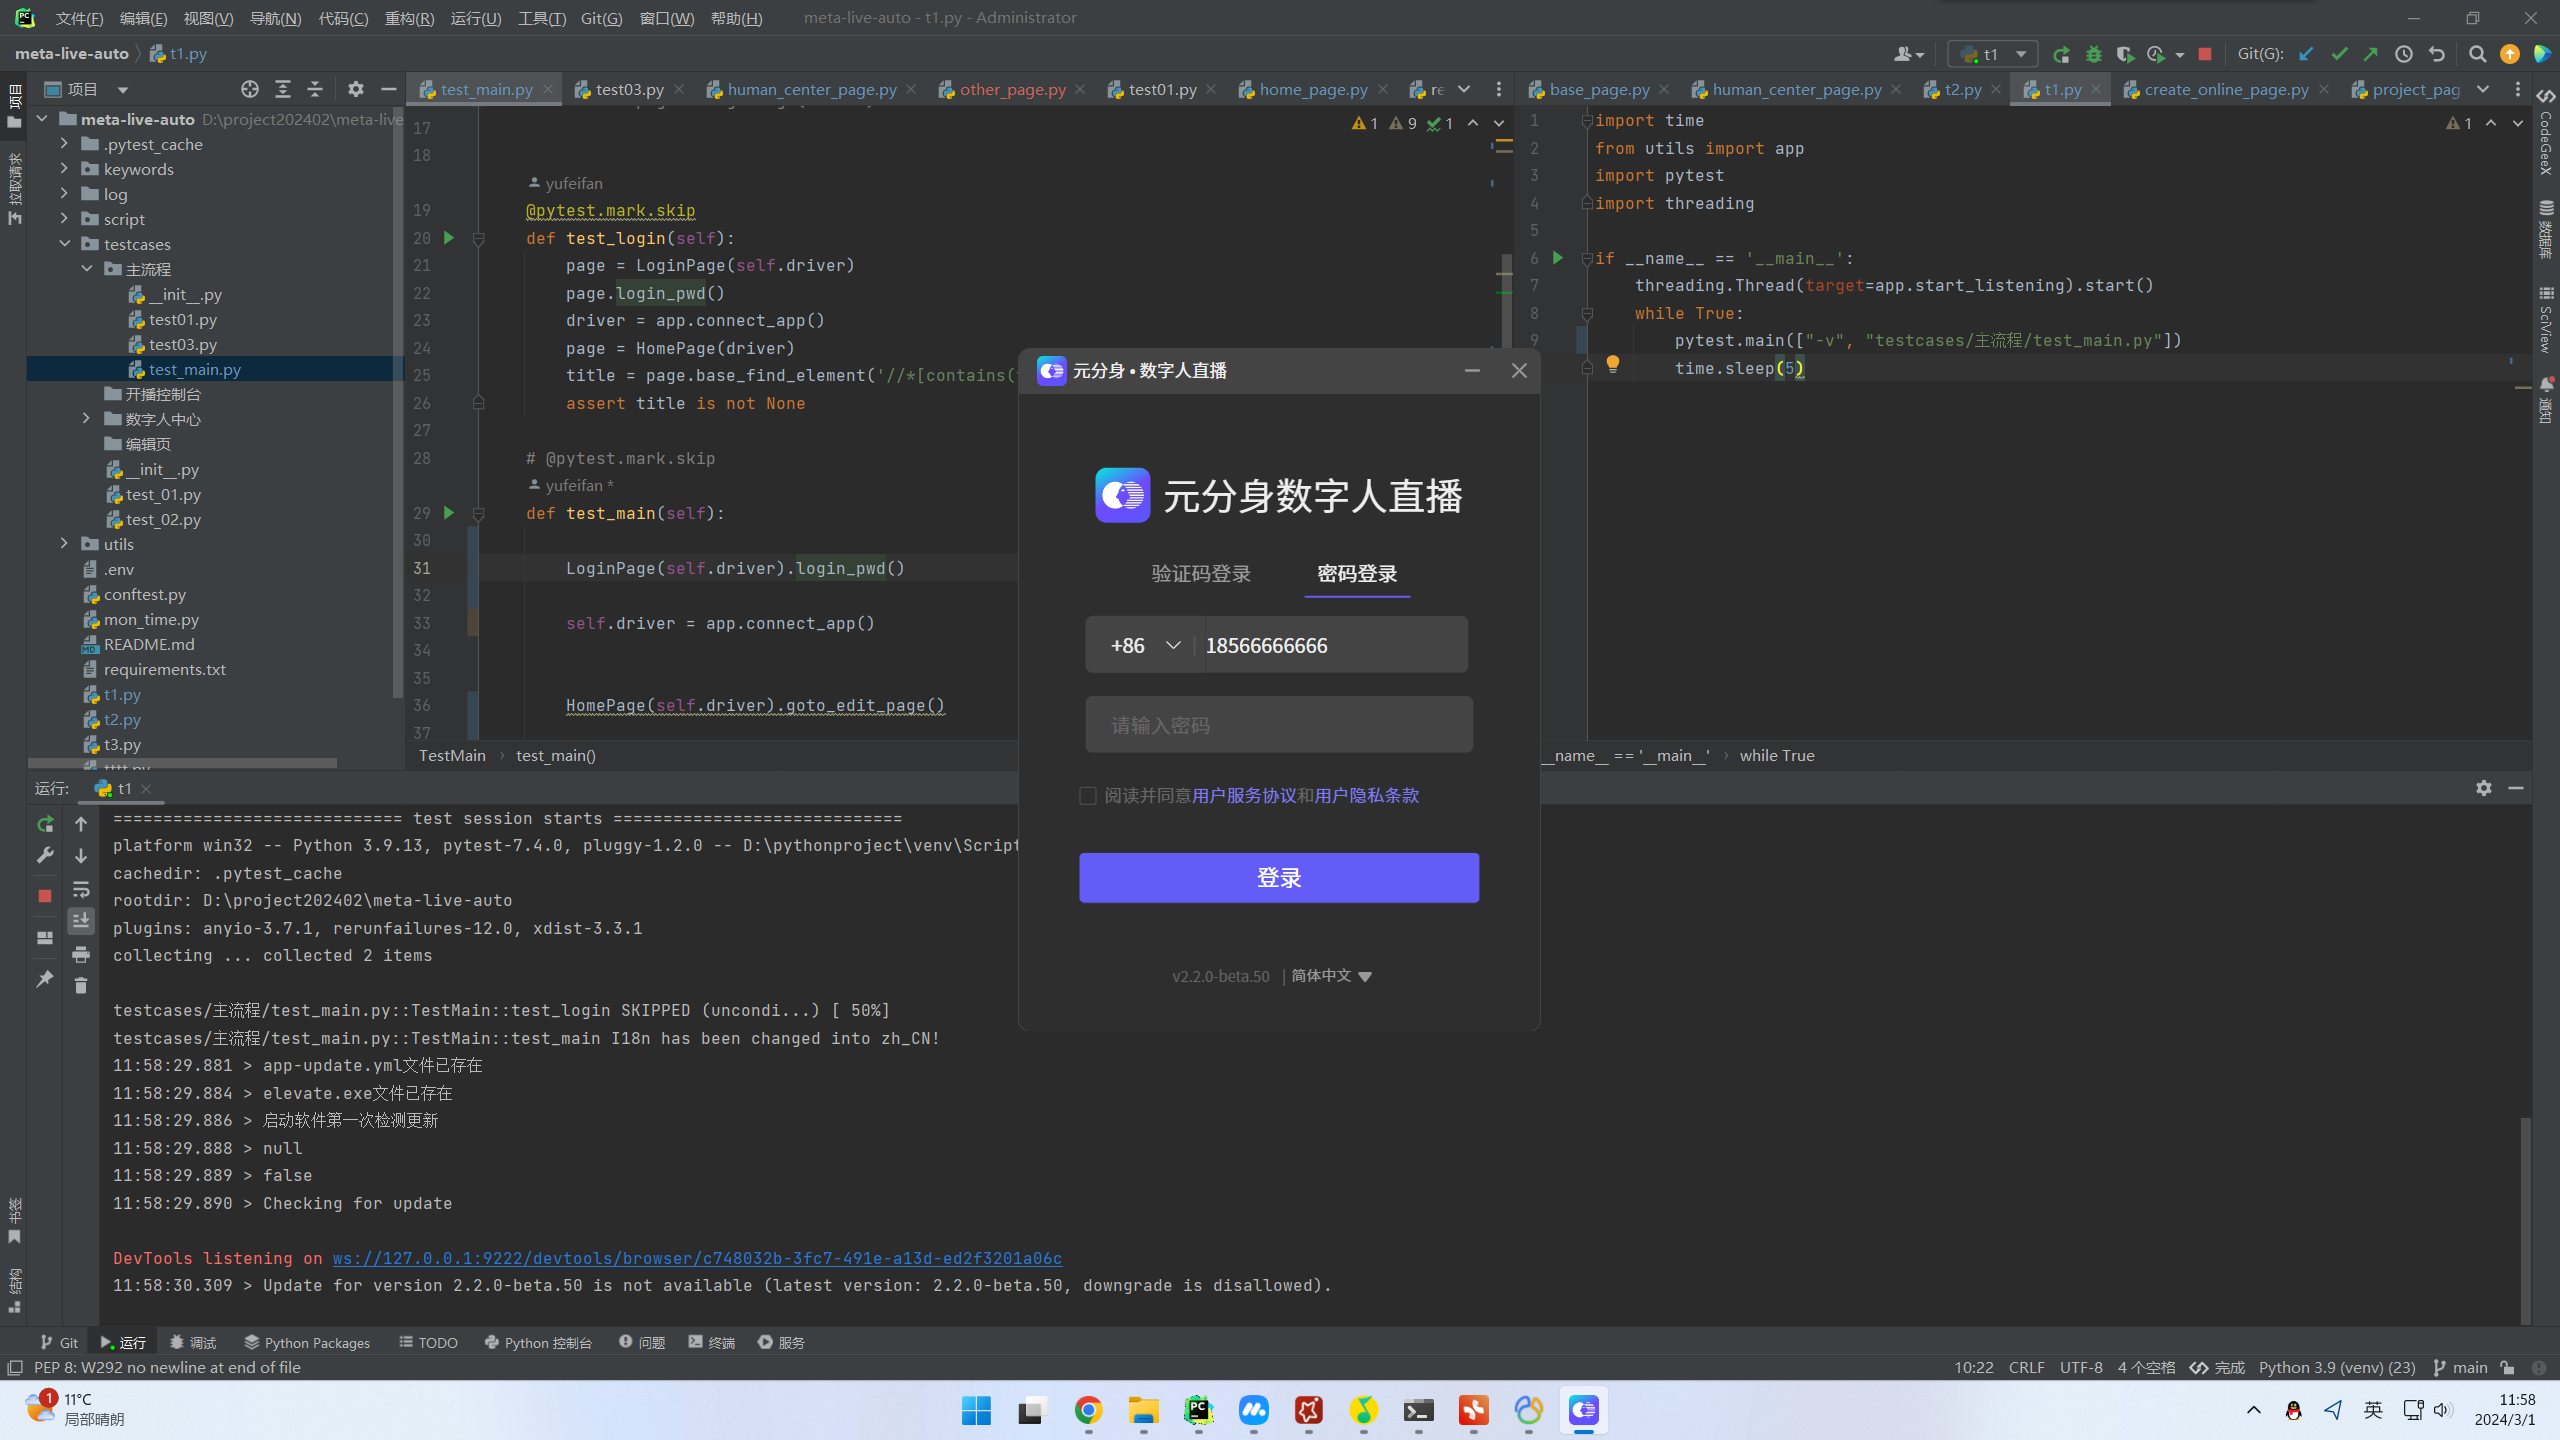 文件(F) 编辑(E) 视图(V) 导航(N) 代码(C) 重构(R) 运行(U) 工具(T) Git(G) 窗口(W) 帮助(H) meta-live-auto - t1.py - Administrator
meta-live-auto t1.py
t1 Git(G):
项目
test_main.py test03.py human_center_page.py other_page.py test01.py home_page.py re
base_page.py human_center_page.py t2.py t1.py create_online_page.py project_pag
项目
拉取请求
书签
结构
meta-live-auto D:\project202402\meta-live
.pytest_cache
keywords
log
script
testcases
主流程
__init__.py
test01.py
test03.py
test_main.py
开播控制台
数字人中心
编辑页
__init__.py
test_01.py
test_02.py
utils
.env
conftest.py
mon_time.py
README.md
requirements.txt
t1.py
t2.py
t3.py
tttt.py
1 9 1
17
18
yufeifan
19 @pytest.mark.skip
20 def test_login(self):
21 page = LoginPage(self.driver)
22 page.login_pwd()
23 driver = app.connect_app()
24 page = HomePage(driver)
25 title = page.base_find_element('//*[contains(
26 assert title is not None
27
28 # @pytest.mark.skip
yufeifan *
29 def test_main(self):
30
31 LoginPage(self.driver).login_pwd()
32
33 self.driver = app.connect_app()
34
35
36 HomePage(self.driver).goto_edit_page()
37
TestMain › test_main()
1
1 import time
2 from utils import app
3 import pytest
4 import threading
5
6 if __name__ == '__main__':
7 threading.Thread(target=app.start_listening).start()
8 while True:
9 pytest.main(["-v", "testcases/主流程/test_main.py"])
time.sleep(5)
__name__ == '__main__' › while True
CodeGeeX
数据库
SciView
通知
元分身 • 数字人直播
元分身数字人直播
验证码登录 密码登录
+86 18566666666
请输入密码
阅读并同意用户服务协议和用户隐私条款
登录
v2.2.0-beta.50 | 简体中文
运行: t1
============================= test session starts =============================
platform win32 -- Python 3.9.13, pytest-7.4.0, pluggy-1.2.0 -- D:\pythonproject\venv\Script
cachedir: .pytest_cache
rootdir: D:\project202402\meta-live-auto
plugins: anyio-3.7.1, rerunfailures-12.0, xdist-3.3.1
collecting ... collected 2 items
testcases/主流程/test_main.py::TestMain::test_login SKIPPED (uncondi...) [ 50%]
testcases/主流程/test_main.py::TestMain::test_main I18n has been changed into zh_CN!
11:58:29.881 > app-update.yml文件已存在
11:58:29.884 > elevate.exe文件已存在
11:58:29.886 > 启动软件第一次检测更新
11:58:29.888 > null
11:58:29.889 > false
11:58:29.890 > Checking for update
DevTools listening on ws://127.0.0.1:9222/devtools/browser/c748032b-3fc7-491e-a13d-ed2f3201a06c
11:58:30.309 > Update for version 2.2.0-beta.50 is not available (latest version: 2.2.0-beta.50, downgrade is disallowed).
Git 运行 调试 Python Packages TODO Python 控制台 问题 终端 服务
PEP 8: W292 no newline at end of file
10:22 CRLF UTF-8 4 个空格 完成 Python 3.9 (venv) (23) main
1 11°C
局部晴朗
英
11:58
2024/3/1